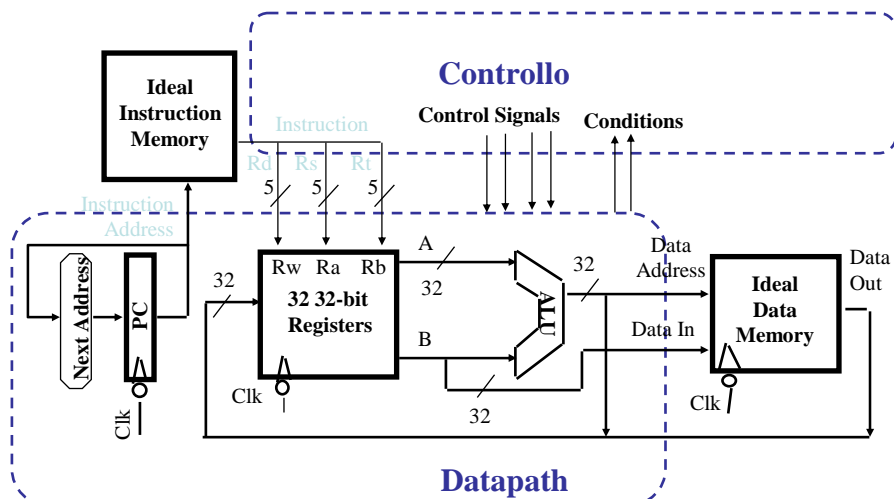 Controllo
Ideal
Instruction
Memory
Control Signals
Conditions
Instruction
Rd
Rs
Rt
5
5
5
Instruction
Address
Next Address
PC
Clk
32
Rw
Ra
Rb
32 32-bit
Registers
Clk
A
32
B
32
ALU
32
Data
Address
Data In
Ideal
Data
Memory
Clk
Data
Out
Datapath